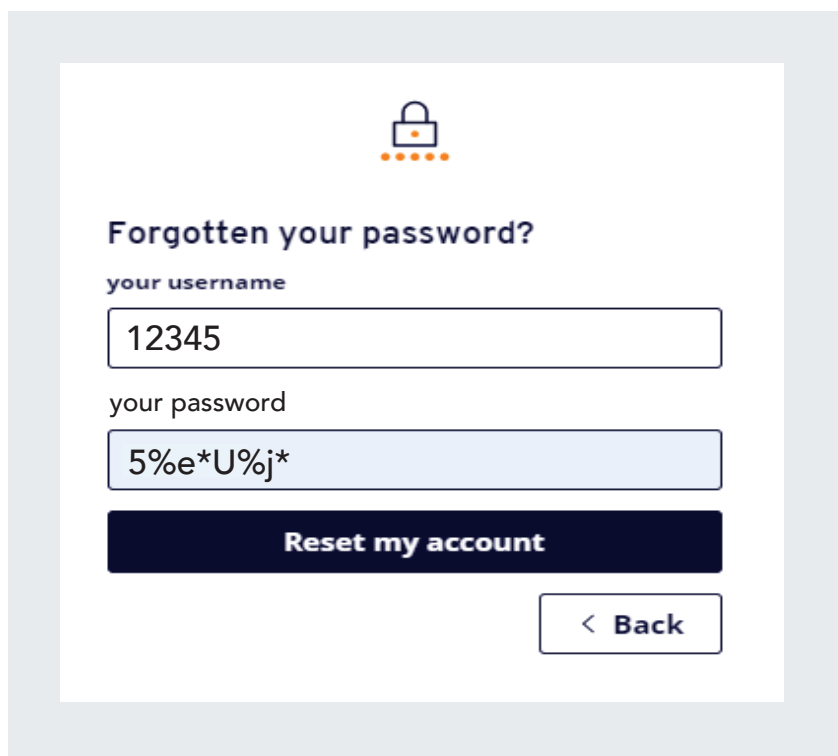 Forgotten your password?
your username
12345
your password
5%e*U%j*
Reset my account
< Back